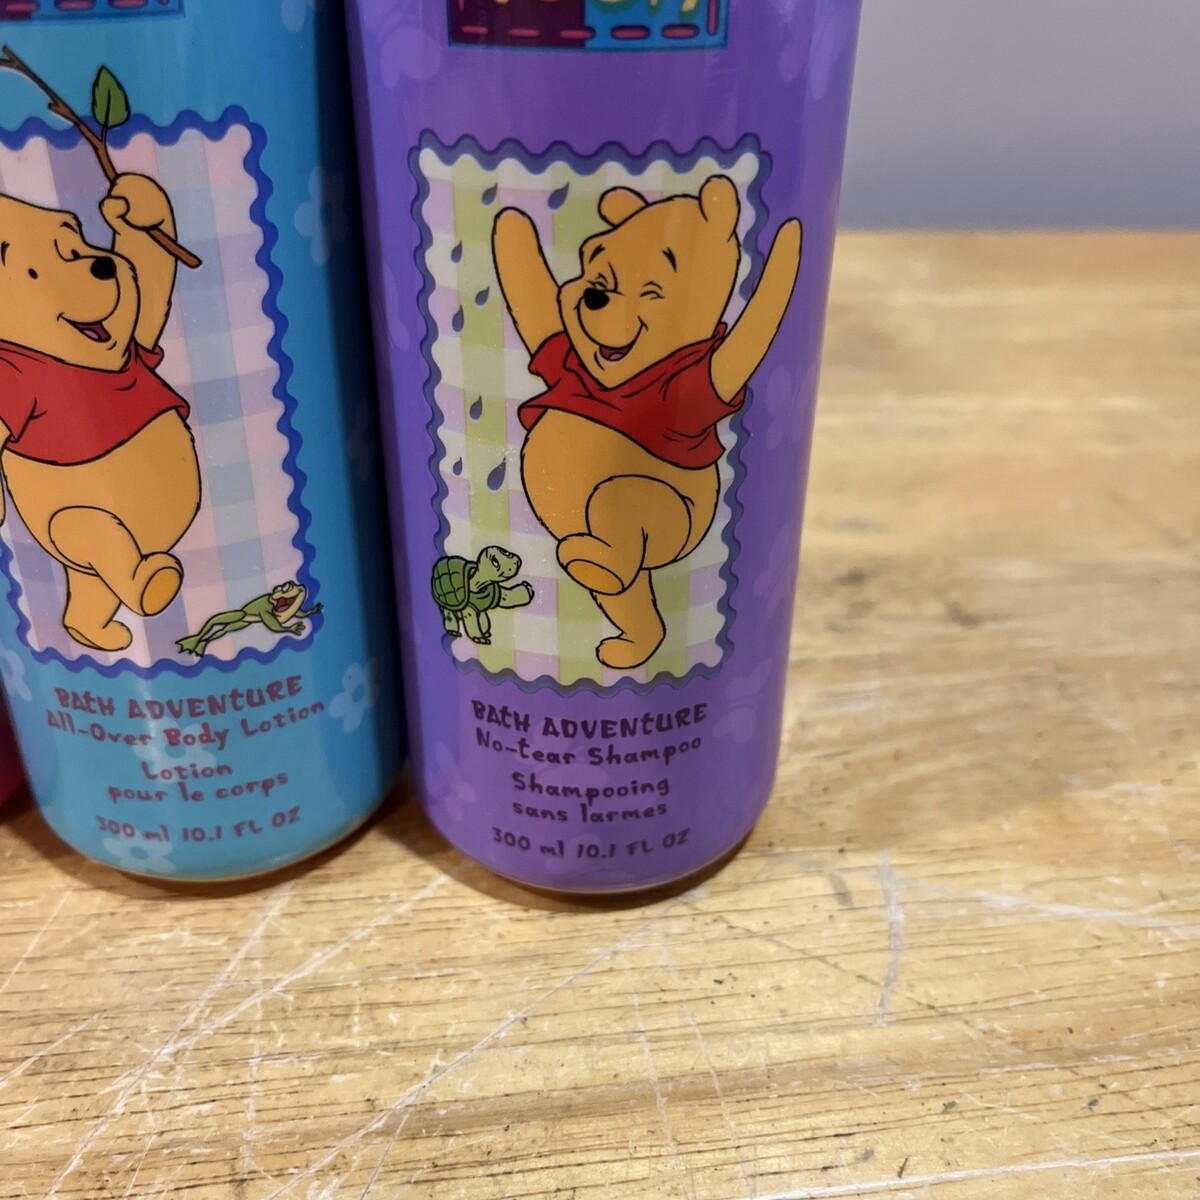 BATH ADVENTURE
All-Over Body Lotion
Lotion
pour le corps
300 ml 10.1 FL OZ
BATH ADVENTURE
No-tear Shampoo
Shampooing
sans larmes
300 ml 10.1 FL OZ